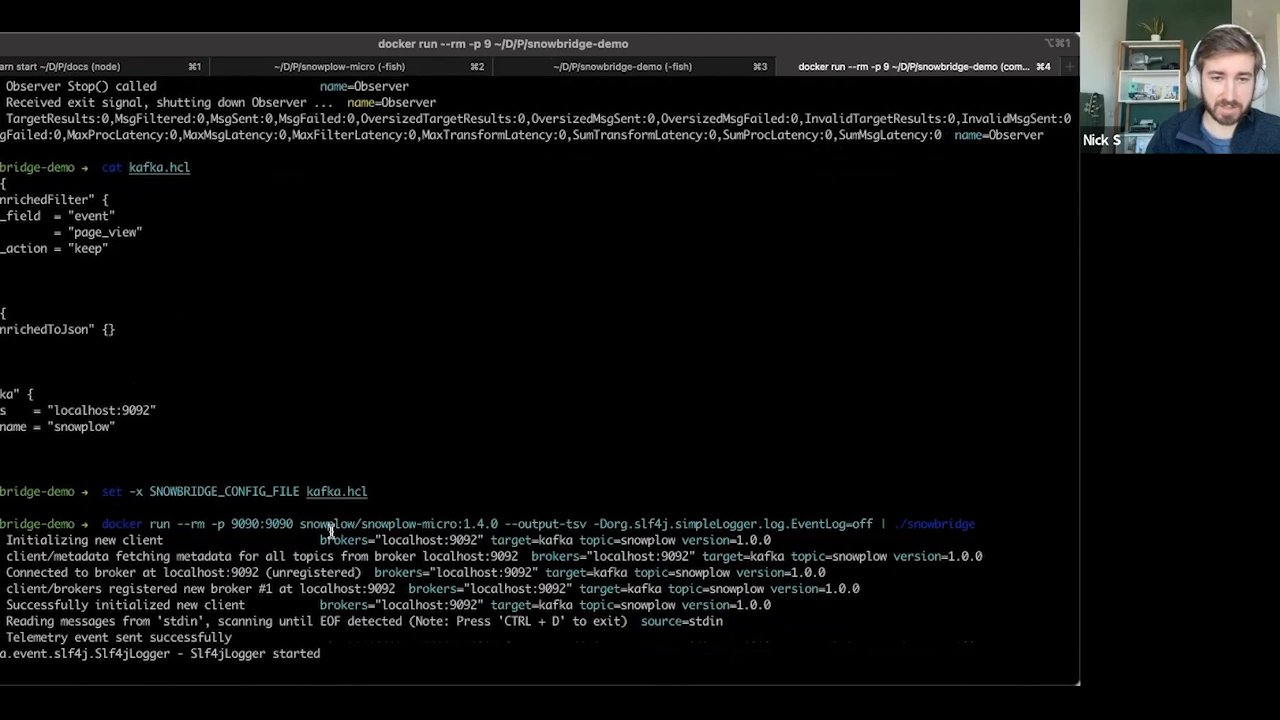 docker run --rm -p 9 ~/D/P/snowbridge-demo
⌥⌘1
arn start ~/D/P/docs (node) ⌘1 ~/D/P/snowplow-micro (-fish) ⌘2 ~/D/P/snowbridge-demo (-fish) ⌘3 docker run --rm -p 9 ~/D/P/snowbridge-demo (com... ⌘4 +
Observer Stop() called name=Observer
Received exit signal, shutting down Observer ... name=Observer
TargetResults:0,MsgFiltered:0,MsgSent:0,MsgFailed:0,OversizedTargetResults:0,OversizedMsgSent:0,OversizedMsgFailed:0,InvalidTargetResults:0,InvalidMsgSent:0
gFailed:0,MaxProcLatency:0,MaxMsgLatency:0,MaxFilterLatency:0,MaxTransformLatency:0,SumTransformLatency:0,SumProcLatency:0,SumMsgLatency:0 name=Observer
Nick S
bridge-demo → cat kafka.hcl
{
nrichedFilter" {
_field = "event"
= "page_view"
_action = "keep"
{
nrichedToJson" {}
ka" {
s = "localhost:9092"
name = "snowplow"
bridge-demo → set -x SNOWBRIDGE_CONFIG_FILE kafka.hcl
bridge-demo → docker run --rm -p 9090:9090 snowplow/snowplow-micro:1.4.0 --output-tsv -Dorg.slf4j.simpleLogger.log.EventLog=off | ./snowbridge
Initializing new client brokers="localhost:9092" target=kafka topic=snowplow version=1.0.0
client/metadata fetching metadata for all topics from broker localhost:9092 brokers="localhost:9092" target=kafka topic=snowplow version=1.0.0
Connected to broker at localhost:9092 (unregistered) brokers="localhost:9092" target=kafka topic=snowplow version=1.0.0
client/brokers registered new broker #1 at localhost:9092 brokers="localhost:9092" target=kafka topic=snowplow version=1.0.0
Successfully initialized new client brokers="localhost:9092" target=kafka topic=snowplow version=1.0.0
Reading messages from 'stdin', scanning until EOF detected (Note: Press 'CTRL + D' to exit) source=stdin
Telemetry event sent successfully
a.event.slf4j.Slf4jLogger - Slf4jLogger started